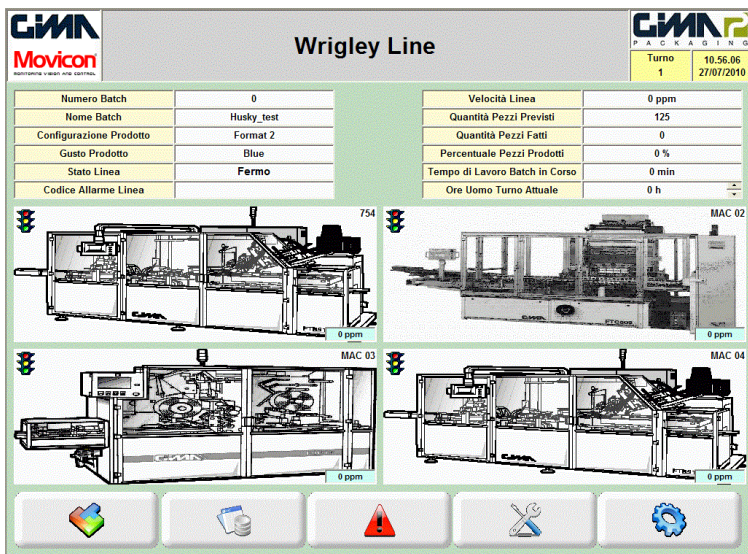 GIMA
Movicon
MONITORING VISION AND CONTROL
Wrigley Line
GIMA
PACKAGING
Turno
1
10.56.06
27/07/2010
Numero Batch 0
Nome Batch Husky_test
Configurazione Prodotto Format 2
Gusto Prodotto Blue
Stato Linea Fermo
Codice Allarme Linea
Velocità Linea 0 ppm
Quantità Pezzi Previsti 125
Quantità Pezzi Fatti 0
Percentuale Pezzi Prodotti 0 %
Tempo di Lavoro Batch in Corso 0 min
Ore Uomo Turno Attuale 0 h
754
GIMA
0 ppm
MAC 02
GIMA
0 ppm
MAC 03
GIMA
0 ppm
MAC 04
GIMA
0 ppm